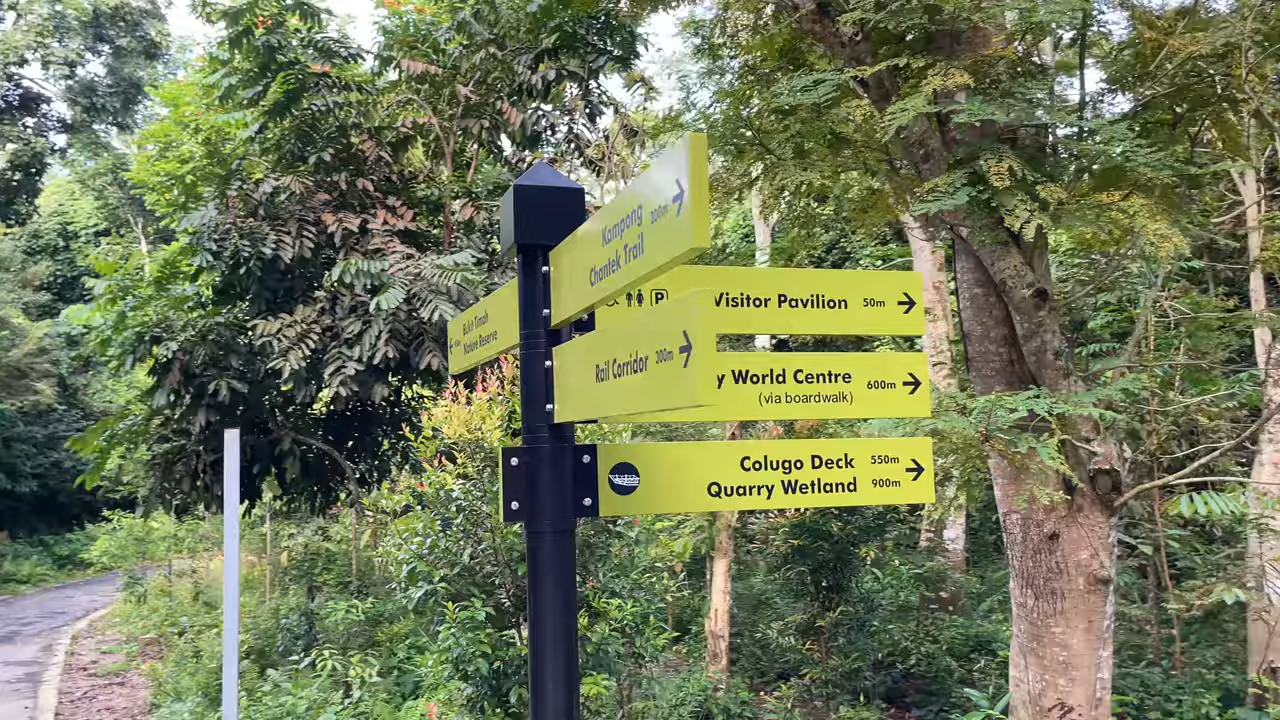 Kampong
Chantek Trail
200m
Bukit Timah
Nature Reserve
P
Visitor Pavilion 50m
Rail Corridor 300m
y World Centre 600m
(via boardwalk)
Colugo Deck 550m
Quarry Wetland 900m